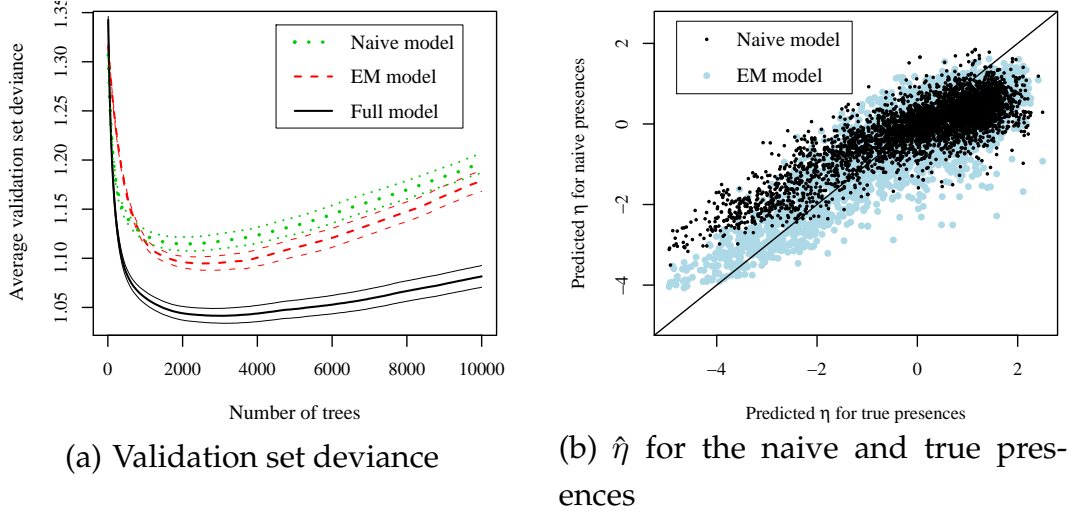 Average validation set deviance
1.35
1.30
1.25
1.20
1.15
1.10
1.05
Naive model
EM model
Full model
0 2000 4000 6000 8000 10000
Number of trees
(a) Validation set deviance
Predicted η for naive presences
2
0
−2
−4
Naive model
EM model
−4 −2 0 2
Predicted η for true presences
(b) η̂ for the naive and true pres-
ences